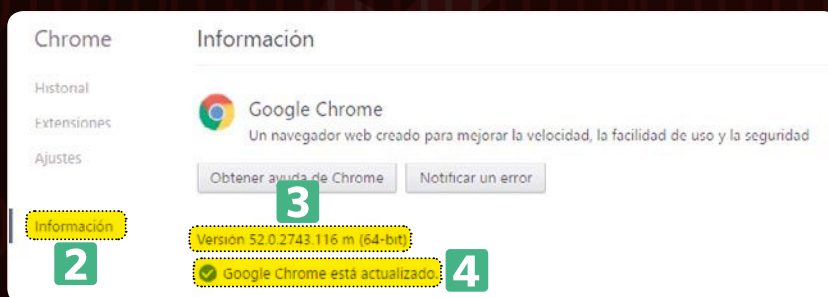 Chrome
Información
Historial
Extensiones
Ajustes
Información
2
Google Chrome
Un navegador web creado para mejorar la velocidad, la facilidad de uso y la seguridad
Obtener ayuda de Chrome
Notificar un error
3
Versión 52.0.2743.116 m (64-bit)
Google Chrome está actualizado.
4